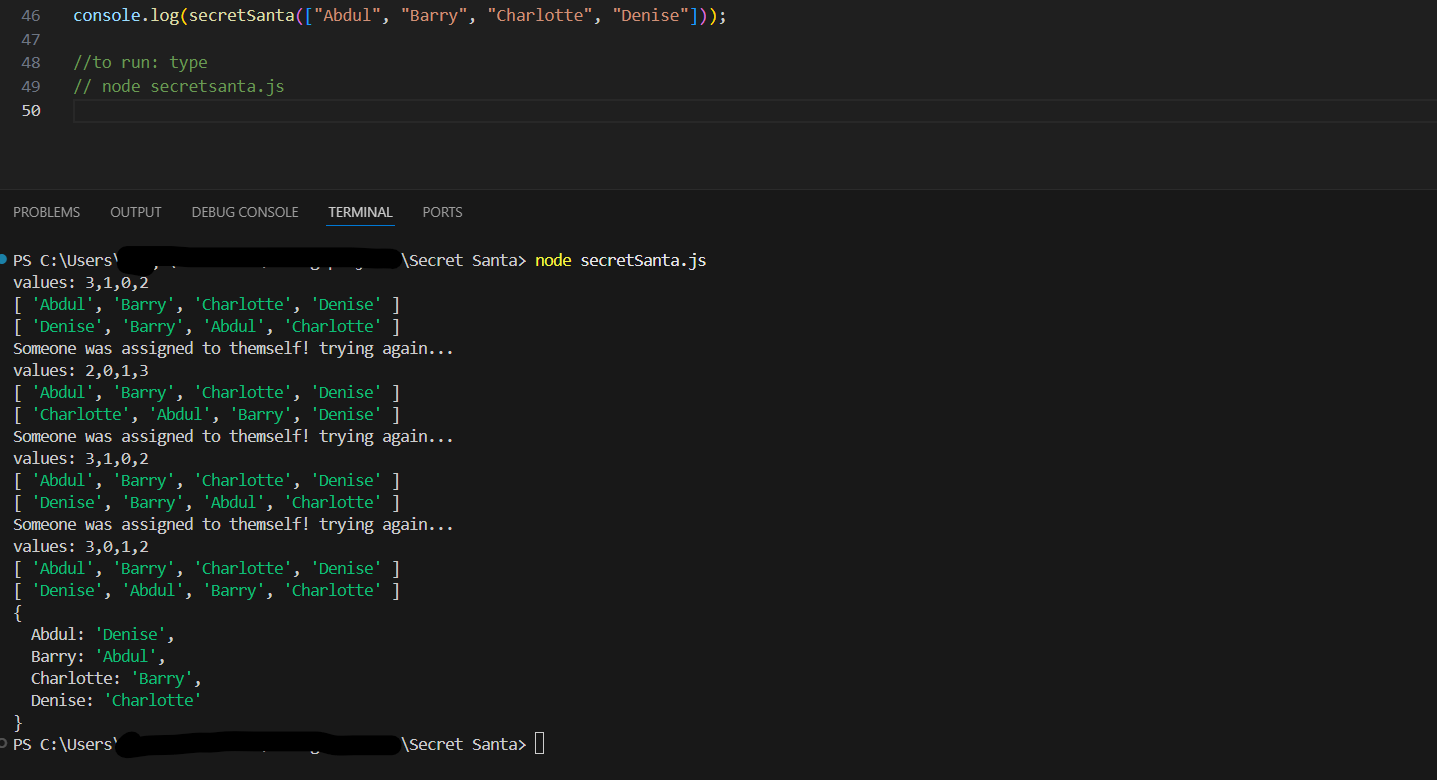 46 console.log(secretSanta(["Abdul", "Barry", "Charlotte", "Denise"]));
47
48 //to run: type
49 // node secretsanta.js
50
PROBLEMS OUTPUT DEBUG CONSOLE TERMINAL PORTS
PS C:\Users\ \Secret Santa> node secretSanta.js
values: 3,1,0,2
[ 'Abdul', 'Barry', 'Charlotte', 'Denise' ]
[ 'Denise', 'Barry', 'Abdul', 'Charlotte' ]
Someone was assigned to themself! trying again...
values: 2,0,1,3
[ 'Abdul', 'Barry', 'Charlotte', 'Denise' ]
[ 'Charlotte', 'Abdul', 'Barry', 'Denise' ]
Someone was assigned to themself! trying again...
values: 3,1,0,2
[ 'Abdul', 'Barry', 'Charlotte', 'Denise' ]
[ 'Denise', 'Barry', 'Abdul', 'Charlotte' ]
Someone was assigned to themself! trying again...
values: 3,0,1,2
[ 'Abdul', 'Barry', 'Charlotte', 'Denise' ]
[ 'Denise', 'Abdul', 'Barry', 'Charlotte' ]
{
  Abdul: 'Denise',
  Barry: 'Abdul',
  Charlotte: 'Barry',
  Denise: 'Charlotte'
}
PS C:\Users\ \Secret Santa>